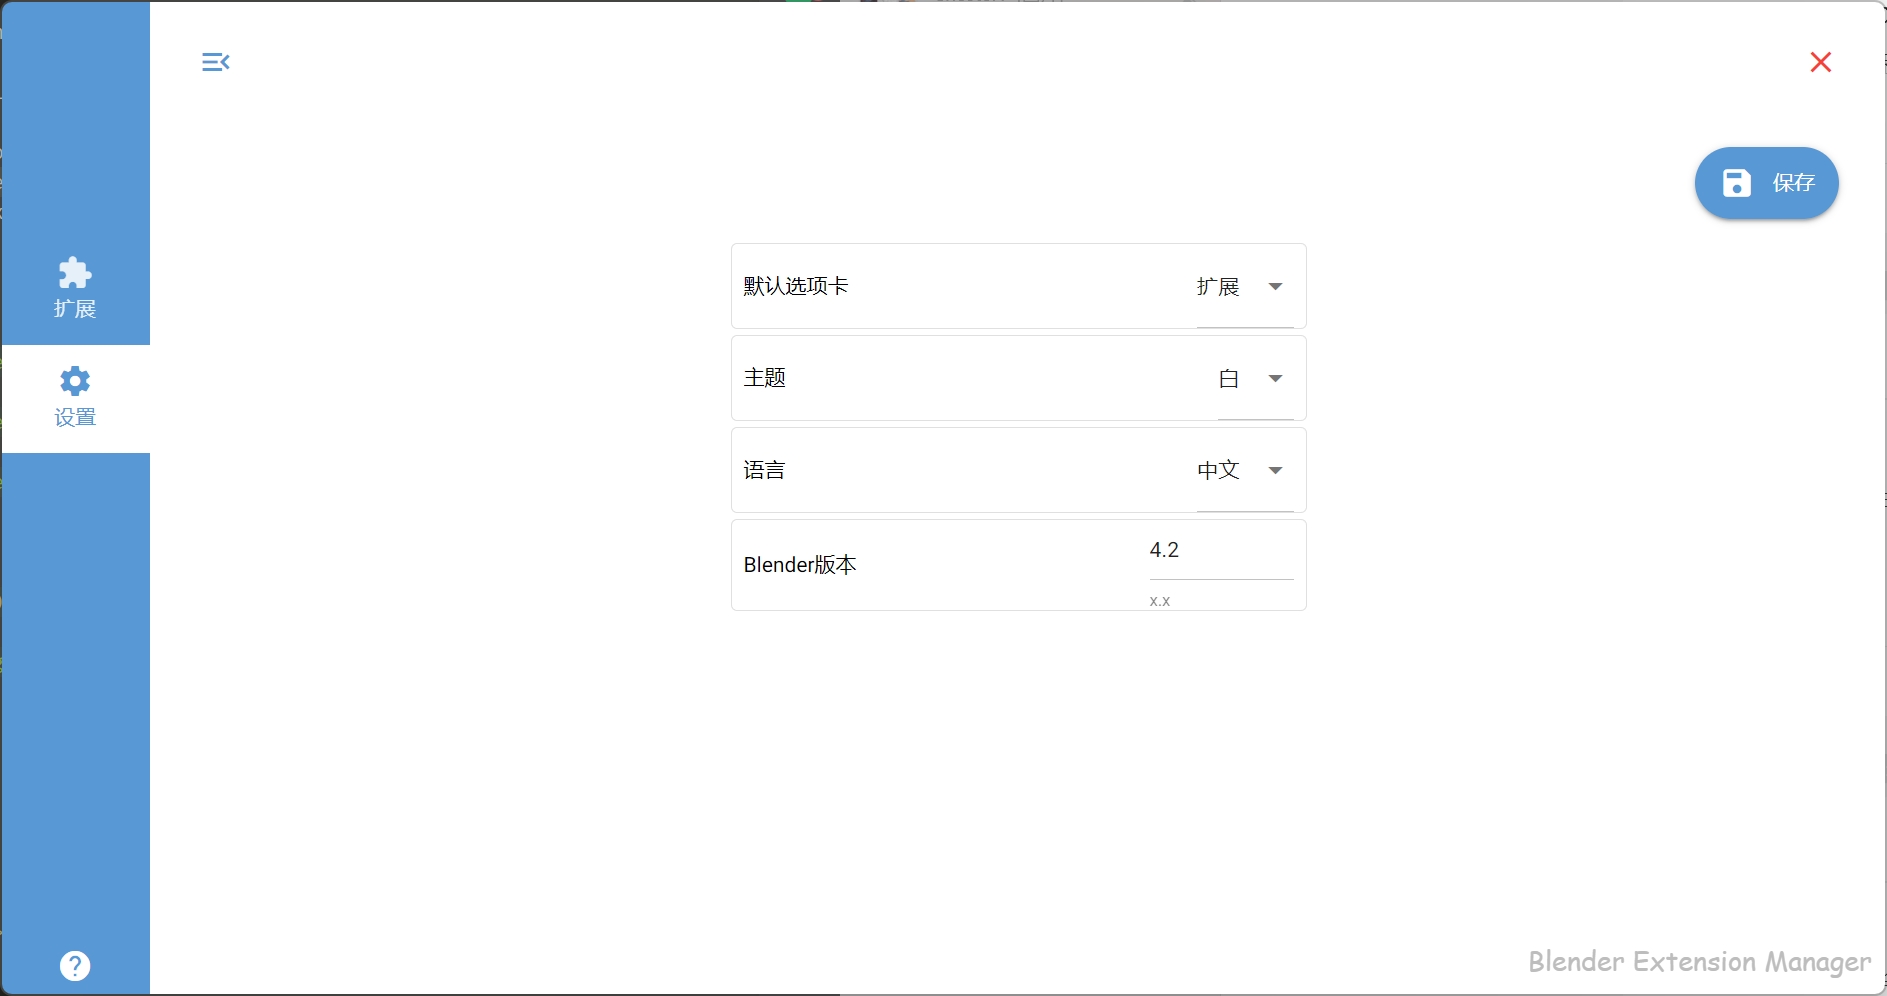 保存
扩展
设置
默认选项卡 扩展
主题 白
语言 中文
Blender版本 4.2
x.x
Blender Extension Manager